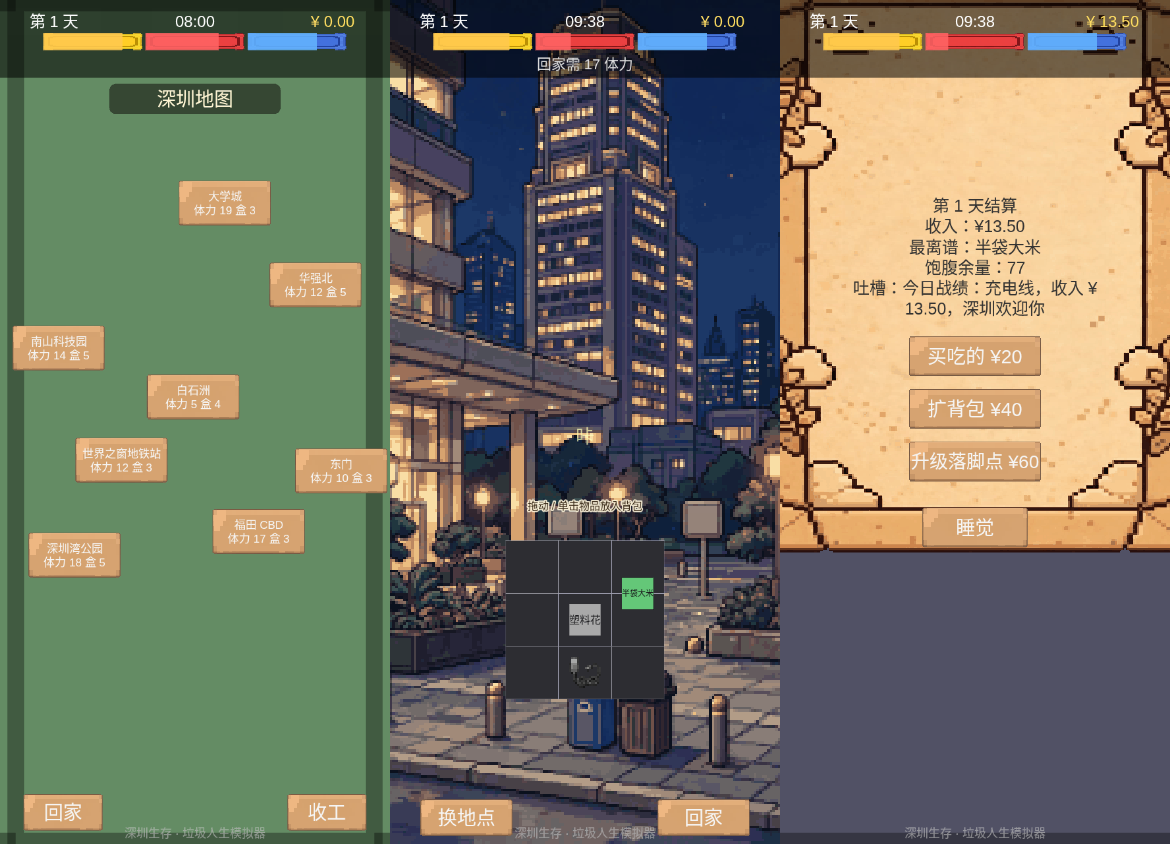 第 1 天
08:00
¥ 0.00
深圳地图
大学城
体力 19 盒 3
华强北
体力 12 盒 5
南山科技园
体力 14 盒 5
白石洲
体力 5 盒 4
世界之窗地铁站
体力 12 盒 3
东门
体力 10 盒 3
福田 CBD
体力 17 盒 3
深圳湾公园
体力 18 盒 5
回家
收工
深圳生存 · 垃圾人生模拟器
第 1 天
09:38
¥ 0.00
回家需 17 体力
拖动 / 单击物品放入背包
半袋大米
塑料花
换地点
回家
深圳生存 · 垃圾人生模拟器
第 1 天
09:38
¥ 13.50
第 1 天结算
收入：¥13.50
最离谱：半袋大米
饱腹余量：77
吐槽：今日战绩：充电线，收入 ¥
13.50，深圳欢迎你
买吃的 ¥20
扩背包 ¥40
升级落脚点 ¥60
睡觉
深圳生存 · 垃圾人生模拟器